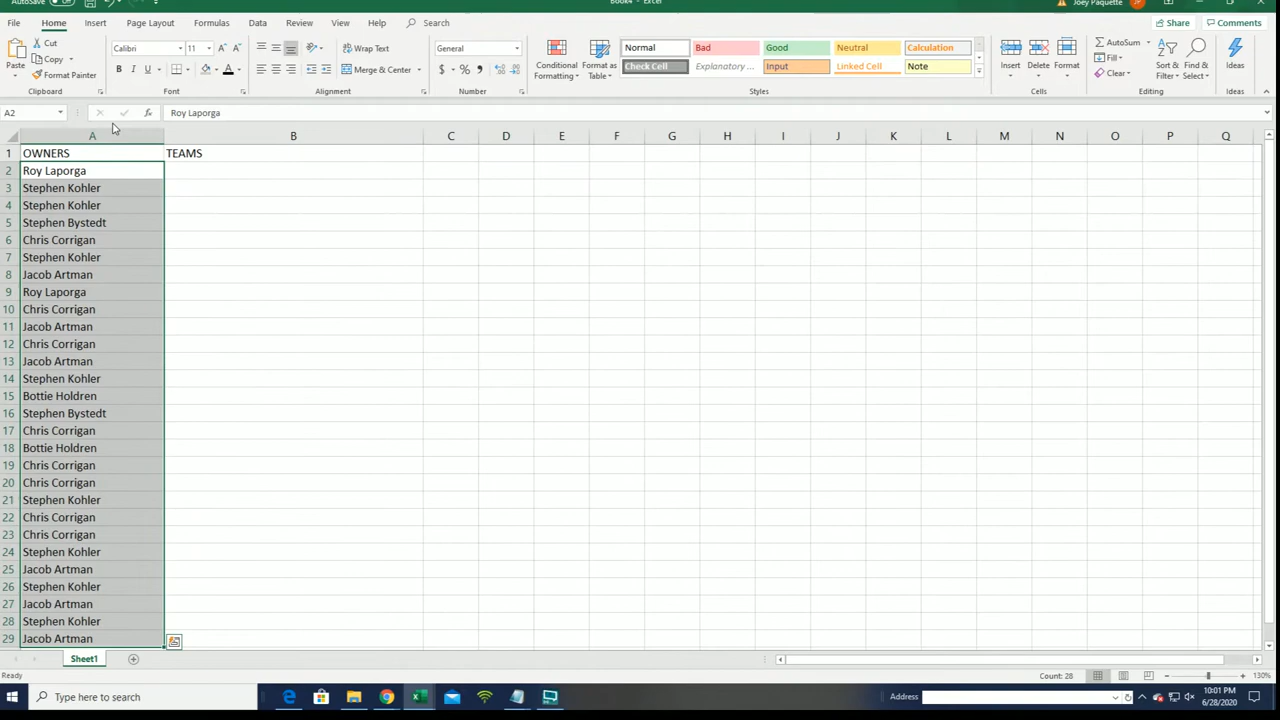 AutoSave Off Book4 - Excel Joey Paquette
File Home Insert Page Layout Formulas Data Review View Help Search Share Comments
Paste Cut Copy Format Painter Clipboard
Calibri 11 B I U A Font
Wrap Text Merge & Center Alignment
General $ % Number
Conditional Formatting Format as Table
Normal Bad Good Neutral Calculation
Check Cell Explanatory ... Input Linked Cell Note
Styles
Insert Delete Format Cells
AutoSum Fill Clear Sort & Filter Find & Select Editing
Ideas Ideas
A2 fx Roy Laporga
A B C D E F G H I J K L M N O P Q
1 OWNERS TEAMS
2 Roy Laporga
3 Stephen Kohler
4 Stephen Kohler
5 Stephen Bystedt
6 Chris Corrigan
7 Stephen Kohler
8 Jacob Artman
9 Roy Laporga
10 Chris Corrigan
11 Jacob Artman
12 Chris Corrigan
13 Jacob Artman
14 Stephen Kohler
15 Bottie Holdren
16 Stephen Bystedt
17 Chris Corrigan
18 Bottie Holdren
19 Chris Corrigan
20 Chris Corrigan
21 Stephen Kohler
22 Chris Corrigan
23 Chris Corrigan
24 Stephen Kohler
25 Jacob Artman
26 Stephen Kohler
27 Jacob Artman
28 Stephen Kohler
29 Jacob Artman
Sheet1
Ready Count: 28 130%
Type here to search Address 10:01 PM
6/28/2020